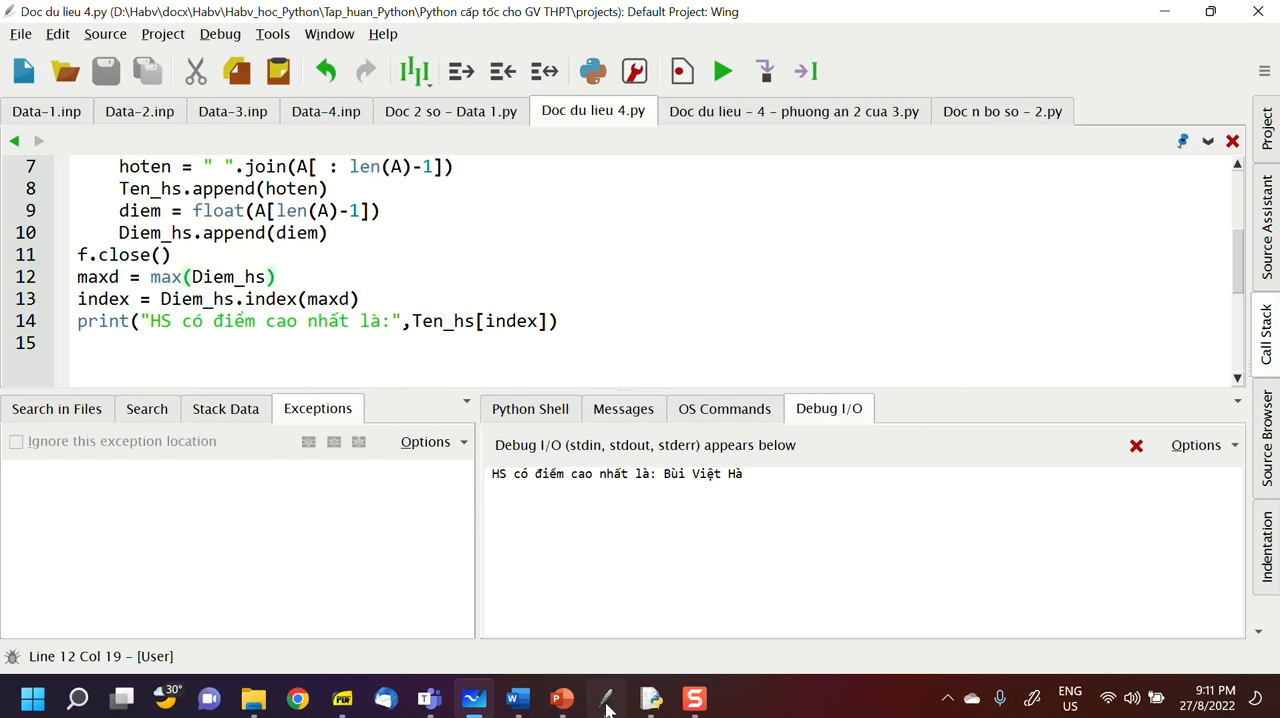 Doc du lieu 4.py (D:\Habv\docx\Habv\Habv_hoc_Python\Tap_huan_Python\Python cấp tốc cho GV THPT\projects): Default Project: Wing
File Edit Source Project Debug Tools Window Help
Data-1.inp Data-2.inp Data-3.inp Data-4.inp Doc 2 so - Data 1.py Doc du lieu 4.py Doc du lieu - 4 - phuong an 2 cua 3.py Doc n bo so - 2.py
7 hoten = " ".join(A[ : len(A)-1])
8 Ten_hs.append(hoten)
9 diem = float(A[len(A)-1])
10 Diem_hs.append(diem)
11 f.close()
12 maxd = max(Diem_hs)
13 index = Diem_hs.index(maxd)
14 print("HS có điểm cao nhất là:",Ten_hs[index])
15
Project
Source Assistant
Call Stack
Source Browser
Indentation
Search in Files Search Stack Data Exceptions
Ignore this exception location Options
Python Shell Messages OS Commands Debug I/O
Debug I/O (stdin, stdout, stderr) appears below Options
HS có điểm cao nhất là: Bùi Việt Hà
Line 12 Col 19 - [User]
30°
PDF
ENG
US
9:11 PM
27/8/2022